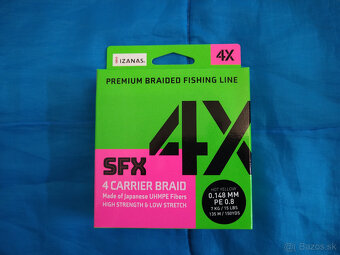 IZANAS.
4X
PREMIUM BRAIDED FISHING LINE
4X
SFX
4 CARRIER BRAID
Made of Japanese UHMPE Fibers
HIGH STRENGTH & LOW STRETCH
HOT YELLOW
0.148 MM
PE 0.8
7 KG / 15 LBS
135 M / 150YDS
Bazos.sk